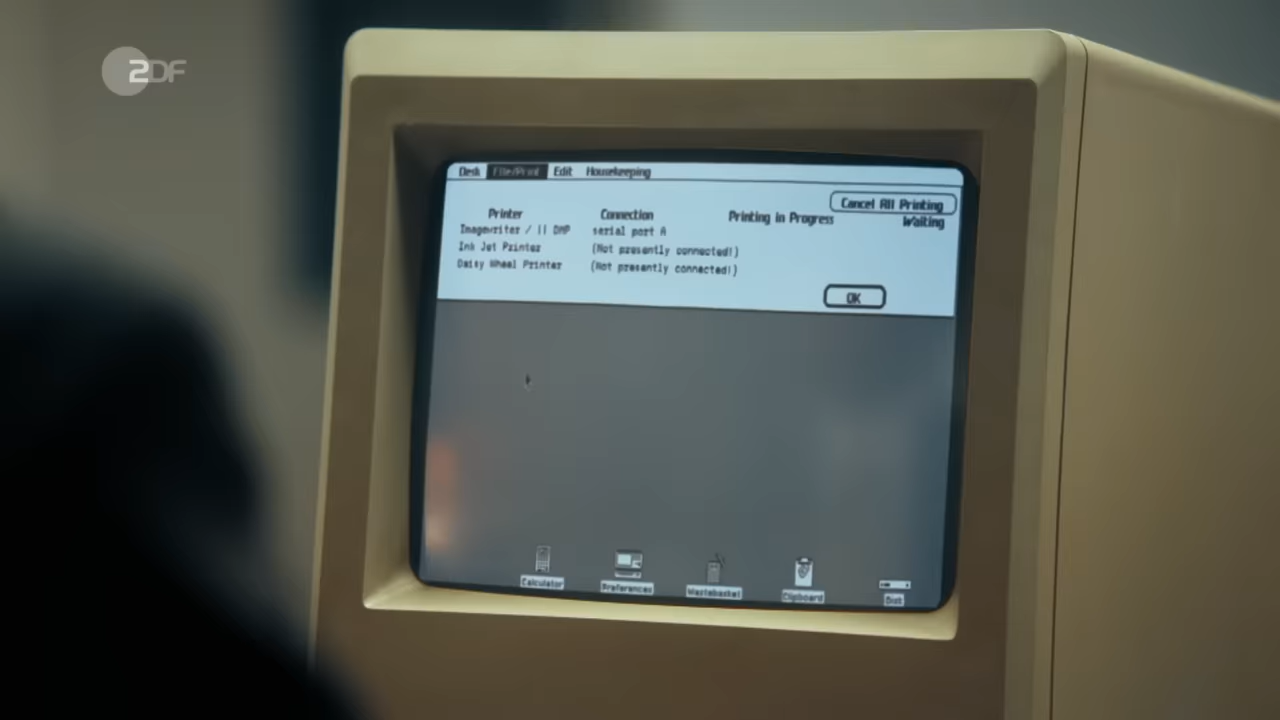 2DF
Desk File/Print Edit Housekeeping
Cancel All Printing
Printer Connection Printing in Progress Waiting
Imagewriter / II DMP serial port A
Ink Jet Printer (Not presently connected!)
Daisy Wheel Printer (Not presently connected!)
OK
Calculator Preferences Wastebasket Clipboard